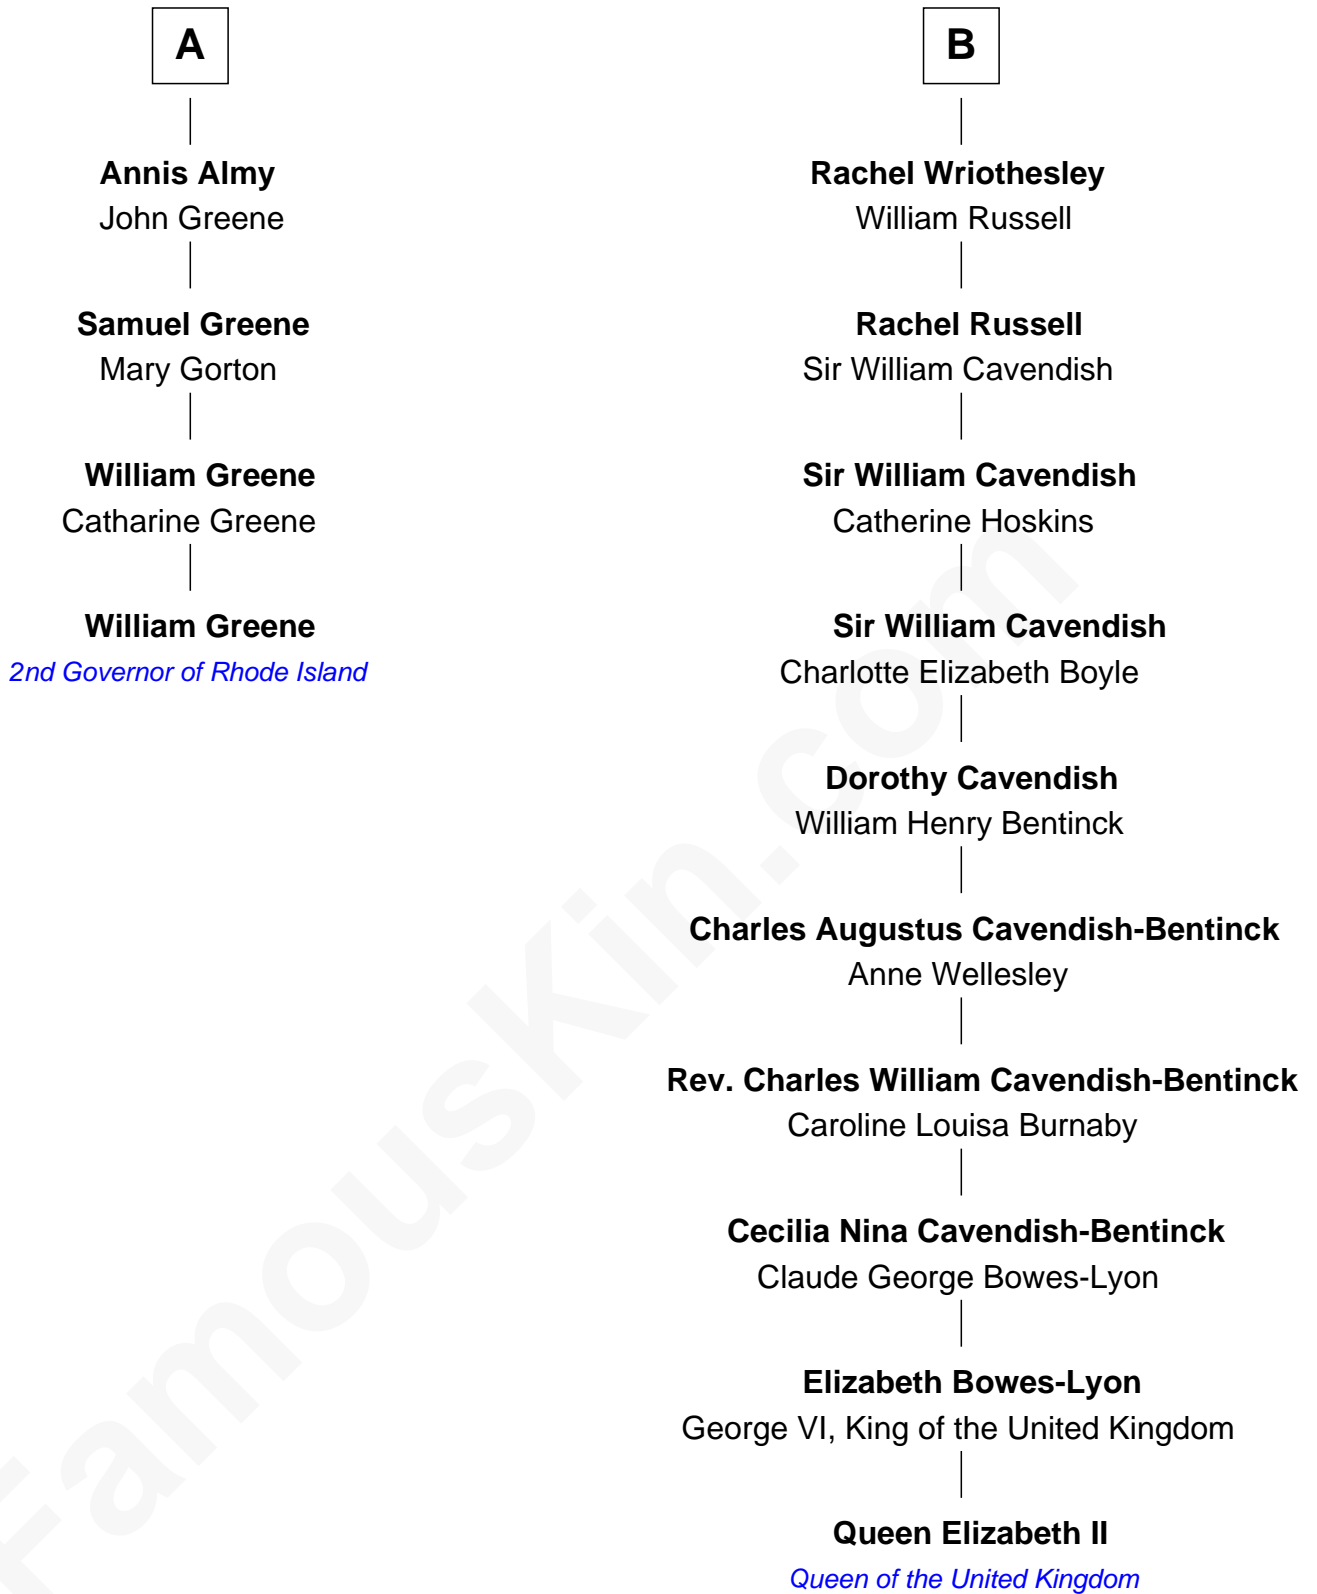 A
Annis Almy
John Greene
Samuel Greene
Mary Gorton
William Greene
Catharine Greene
William Greene
2nd Governor of Rhode Island
B
Rachel Wriothesley
William Russell
Rachel Russell
Sir William Cavendish
Sir William Cavendish
Catherine Hoskins
Sir William Cavendish
Charlotte Elizabeth Boyle
Dorothy Cavendish
William Henry Bentinck
Charles Augustus Cavendish-Bentinck
Anne Wellesley
Rev. Charles William Cavendish-Bentinck
Caroline Louisa Burnaby
Cecilia Nina Cavendish-Bentinck
Claude George Bowes-Lyon
Elizabeth Bowes-Lyon
George VI, King of the United Kingdom
Queen Elizabeth II
Queen of the United Kingdom
FamousKin.com